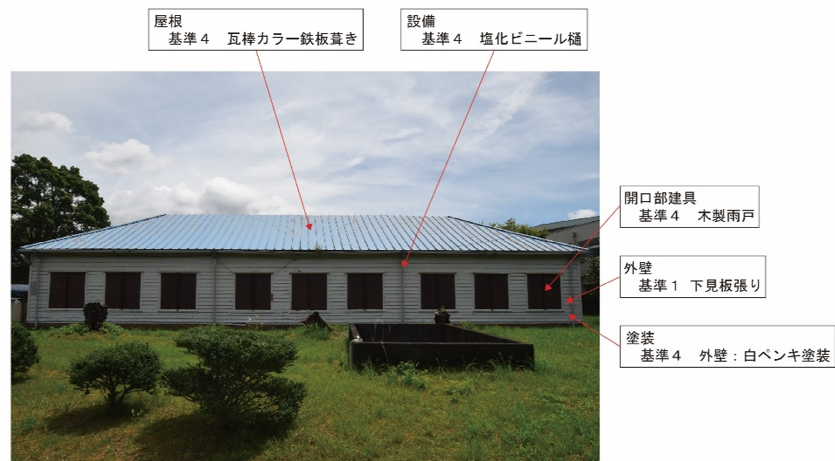 屋根
基準４　瓦棒カラー鉄板葺き
設備
基準４　塩化ビニール樋
開口部建具
基準４　木製雨戸
外壁
基準１ 下見板張り
塗装
基準４　外壁：白ペンキ塗装